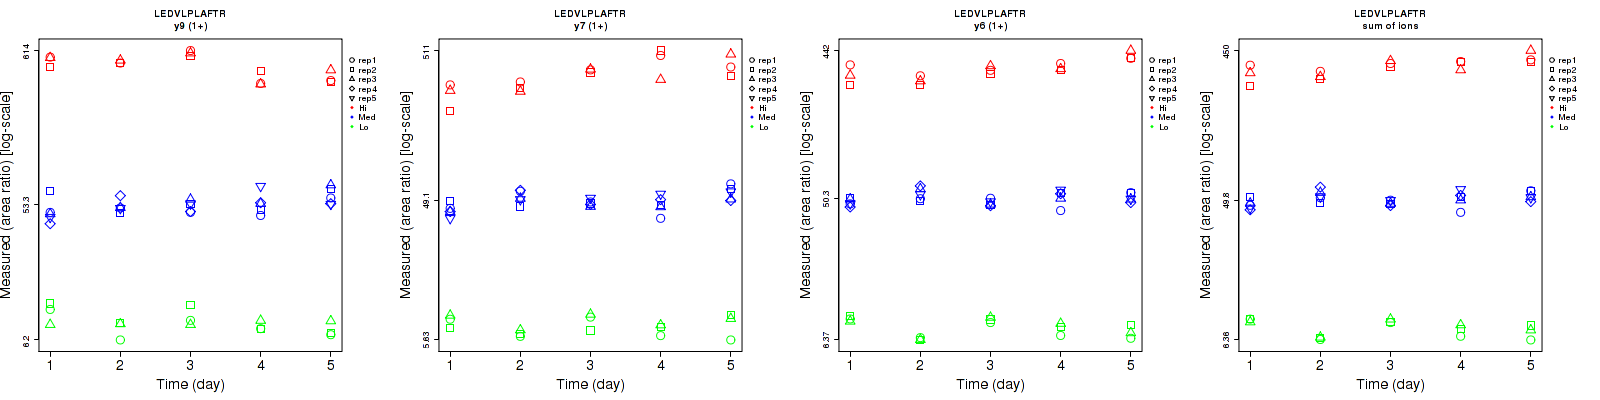 LEDVLPLAFTR
y9 (1+)
Measured (area ratio) [log-scale]
614
53.3
6.2
1 2 3 4 5
Time (day)
rep1
rep2
rep3
rep4
rep5
Hi
Med
Lo
LEDVLPLAFTR
y7 (1+)
Measured (area ratio) [log-scale]
511
49.1
5.63
1 2 3 4 5
Time (day)
rep1
rep2
rep3
rep4
rep5
Hi
Med
Lo
LEDVLPLAFTR
y6 (1+)
Measured (area ratio) [log-scale]
442
50.3
6.37
1 2 3 4 5
Time (day)
rep1
rep2
rep3
rep4
rep5
Hi
Med
Lo
LEDVLPLAFTR
sum of ions
Measured (area ratio) [log-scale]
450
49.8
6.36
1 2 3 4 5
Time (day)
rep1
rep2
rep3
rep4
rep5
Hi
Med
Lo